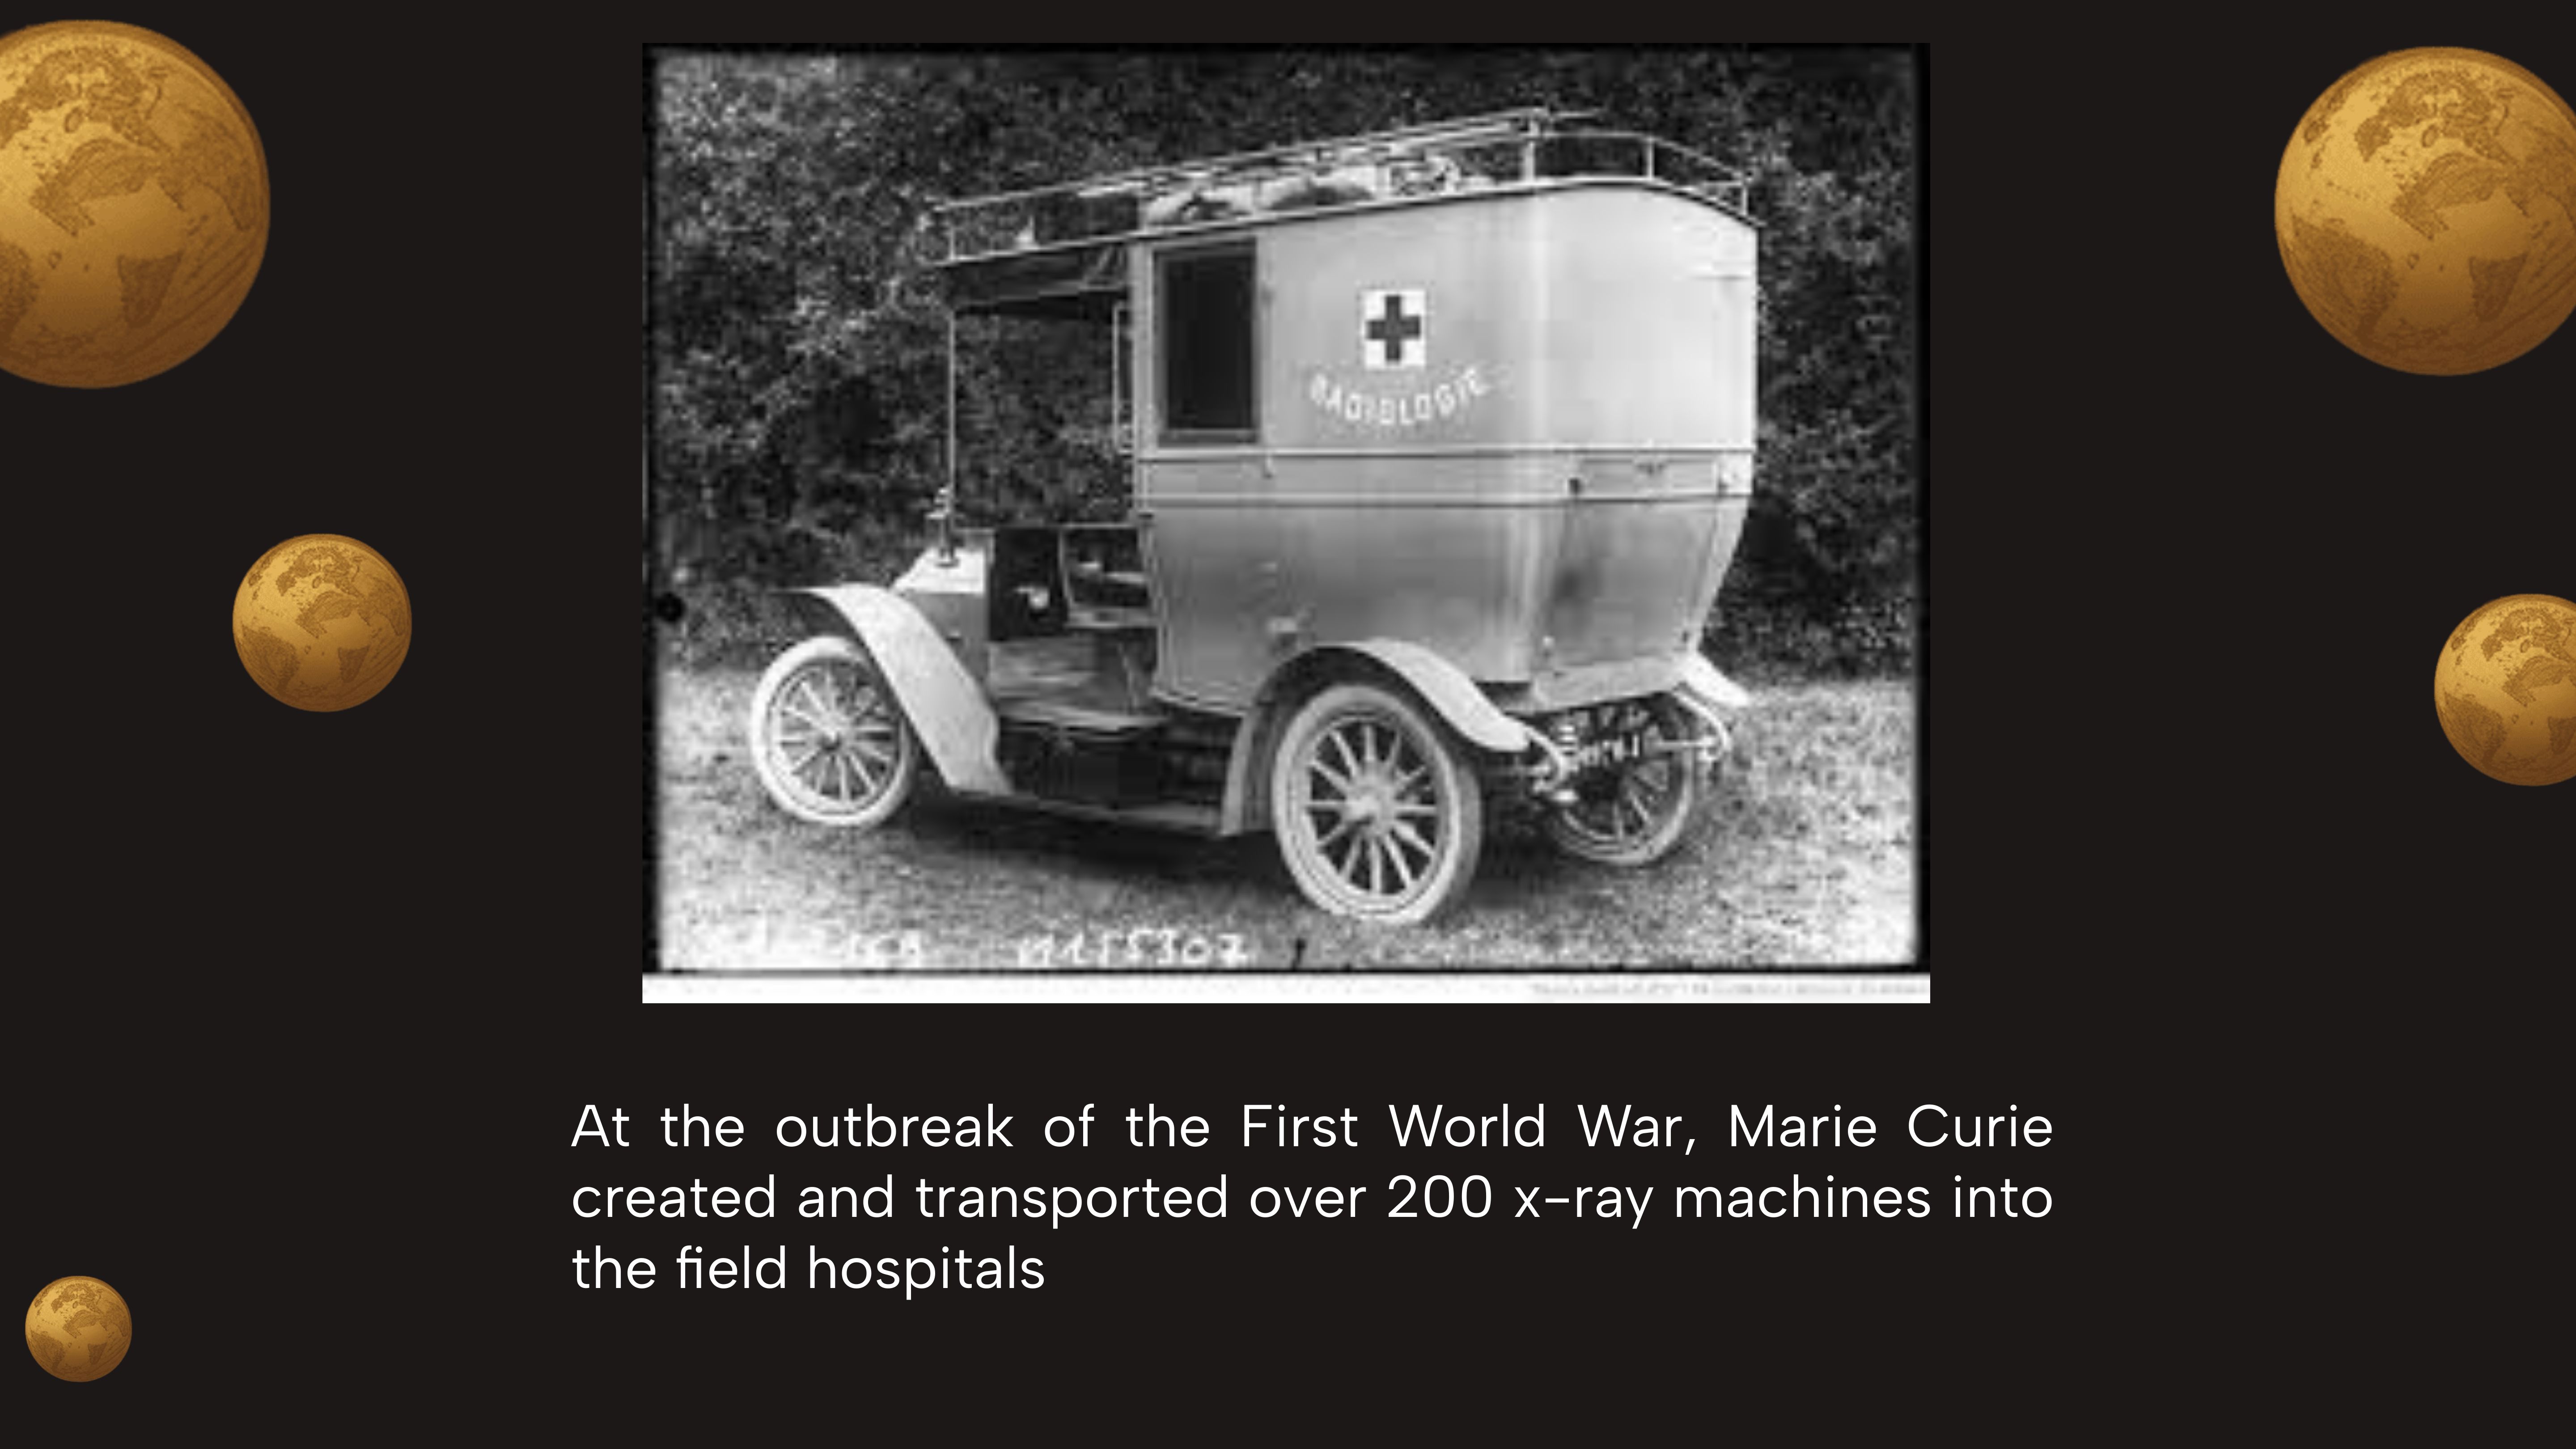 RADIOLOGIE
At the outbreak of the First World War, Marie Curie
created and transported over 200 x-ray machines into
the field hospitals